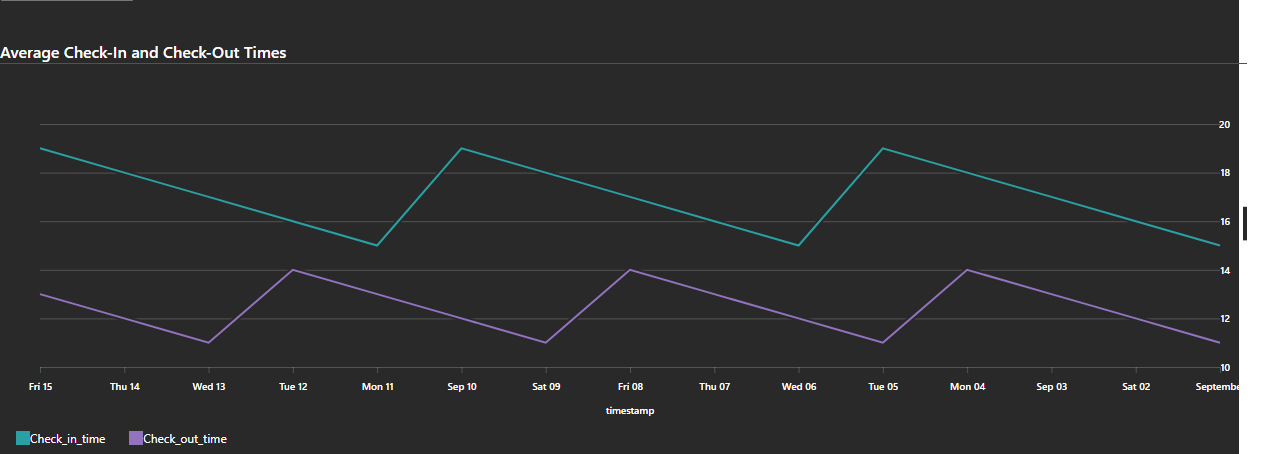 Average Check-In and Check-Out Times
20
18
16
14
12
10
Fri 15 Thu 14 Wed 13 Tue 12 Mon 11 Sep 10 Sat 09 Fri 08 Thu 07 Wed 06 Tue 05 Mon 04 Sep 03 Sat 02 Septembe
timestamp
Check_in_time Check_out_time